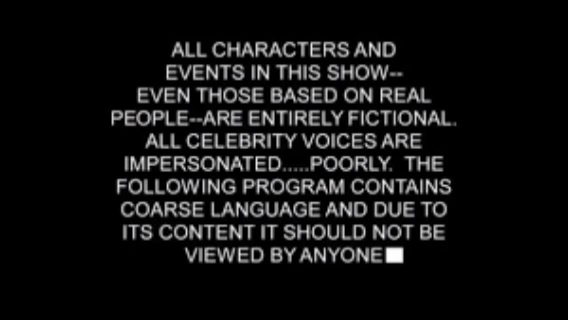 ALL CHARACTERS AND
EVENTS IN THIS SHOW--
EVEN THOSE BASED ON REAL
PEOPLE--ARE ENTIRELY FICTIONAL.
ALL CELEBRITY VOICES ARE
IMPERSONATED.....POORLY. THE
FOLLOWING PROGRAM CONTAINS
COARSE LANGUAGE AND DUE TO
ITS CONTENT IT SHOULD NOT BE
VIEWED BY ANYONE■